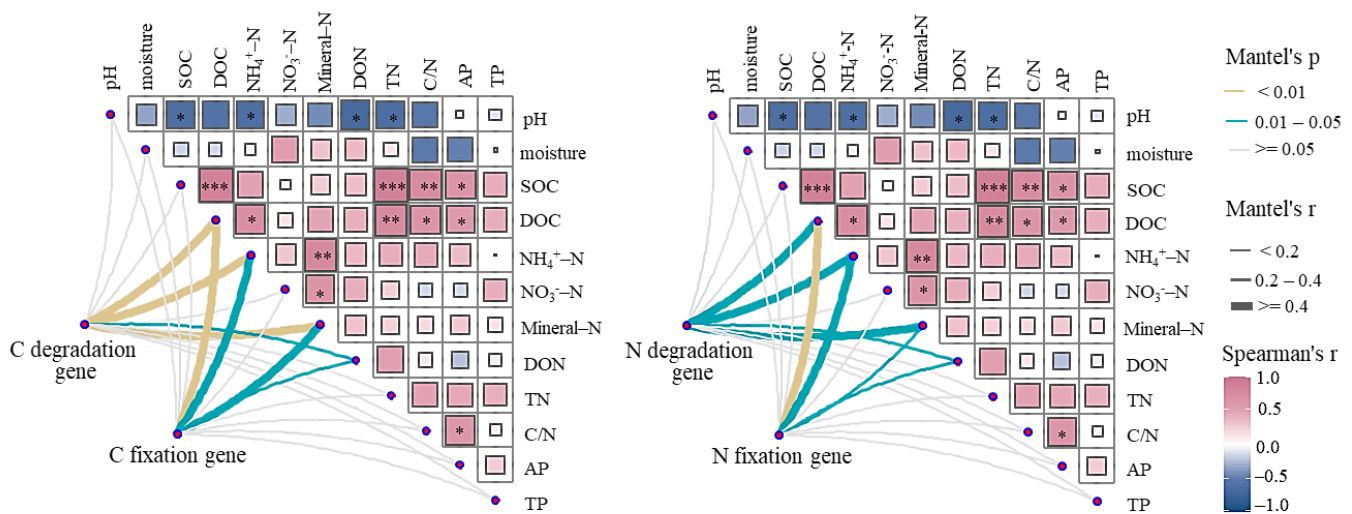 pH
moisture
SOC
DOC
NH₄⁺–N
NO₃⁻–N
Mineral–N
DON
TN
C/N
AP
TP
pH
moisture
SOC
DOC
NH₄⁺–N
NO₃⁻–N
Mineral–N
DON
TN
C/N
AP
TP
* * * *
*** *** ** *
* ** * *
**
*
*
C degradation
gene
C fixation gene
pH
moisture
SOC
DOC
NH₄⁺-N
NO₃⁻-N
Mineral-N
DON
TN
C/N
AP
TP
pH
moisture
SOC
DOC
NH₄⁺–N
NO₃⁻–N
Mineral–N
DON
TN
C/N
AP
TP
* * * *
*** *** ** *
* ** * *
**
*
*
N degradation
gene
N fixation gene
Mantel's p
< 0.01
0.01 – 0.05
>= 0.05
Mantel's r
< 0.2
0.2 – 0.4
>= 0.4
Spearman's r
1.0
0.5
0.0
–0.5
–1.0